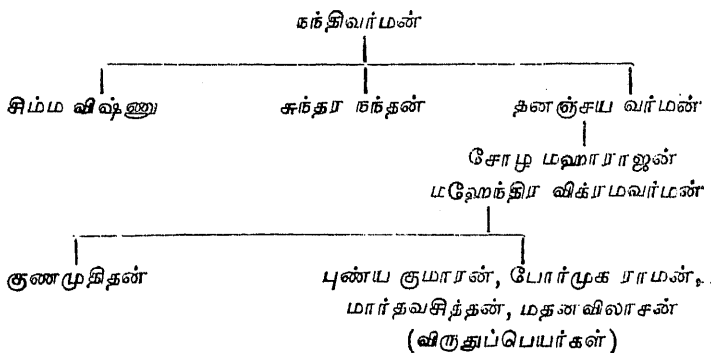 நந்திவர்மன்
சிம்ம விஷ்ணு சுந்தர நந்தன் தனஞ்சய வர்மன்
சோழ மஹாராஜன்
மஹேந்திர விக்ரமவர்மன்
குணமுதிதன் புண்ய குமாரன், போர்முக ராமன்,
மார்தவசித்தன், மதனவிலாசன்
(விருதுப்பெயர்கள்)